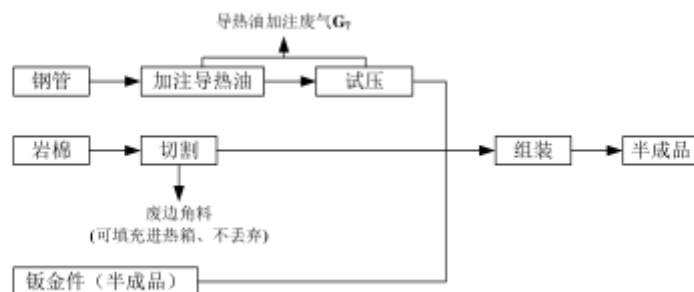 导热油加注废气G₇
钢管
加注导热油
试压
岩棉
切割
组装
半成品
废边角料
(可填充进热箱、不丢弃)
钣金件（半成品）